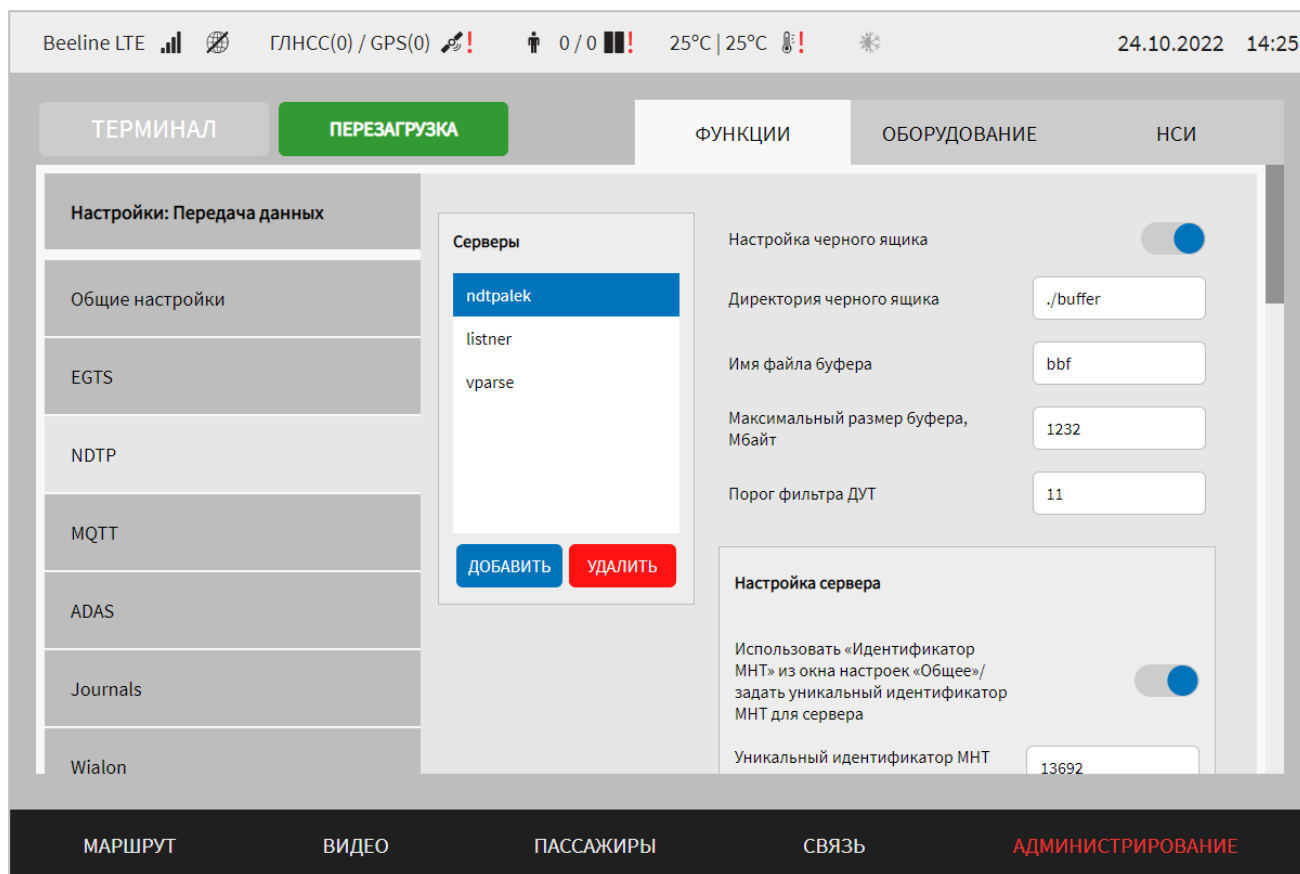 Beeline LTE ГЛНСС(0) / GPS(0) ! 0 / 0 ! 25°C | 25°C ! 24.10.2022 14:25
ТЕРМИНАЛ ПЕРЕЗАГРУЗКА ФУНКЦИИ ОБОРУДОВАНИЕ НСИ
Настройки: Передача данных
Общие настройки
EGTS
NDTP
MQTT
ADAS
Journals
Wialon
Серверы
ndtpalek
listner
vparse
ДОБАВИТЬ УДАЛИТЬ
Настройка черного ящика
Директория черного ящика ./buffer
Имя файла буфера bbf
Максимальный размер буфера,
Мбайт 1232
Порог фильтра ДУТ 11
Настройка сервера
Использовать «Идентификатор
МНТ» из окна настроек «Общее»/
задать уникальный идентификатор
МНТ для сервера
Уникальный идентификатор МНТ 13692
МАРШРУТ ВИДЕО ПАССАЖИРЫ СВЯЗЬ АДМИНИСТРИРОВАНИЕ